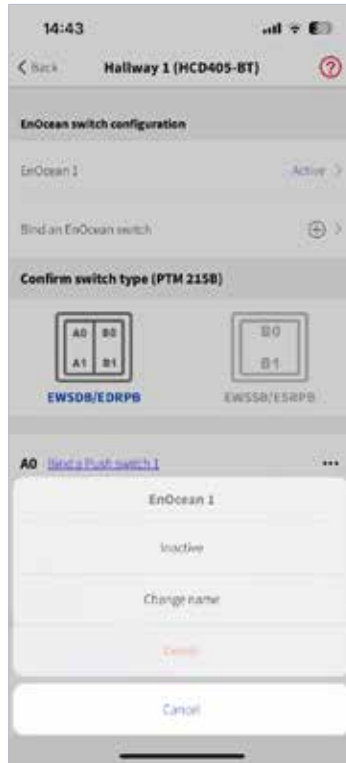 14:43
< Back Hallway 1 (HCD405-BT) ?
EnOcean switch configuration
EnOcean 1 Active >
Bind an EnOcean switch >
Confirm switch type (PTM 215B)
A0 B0
A1 B1
B0
B1
EWSDB/EDRPB EWSSB/ESRPB
A0 Bind a Push switch 1 •••
EnOcean 1
Inactive
Change name
Cancel